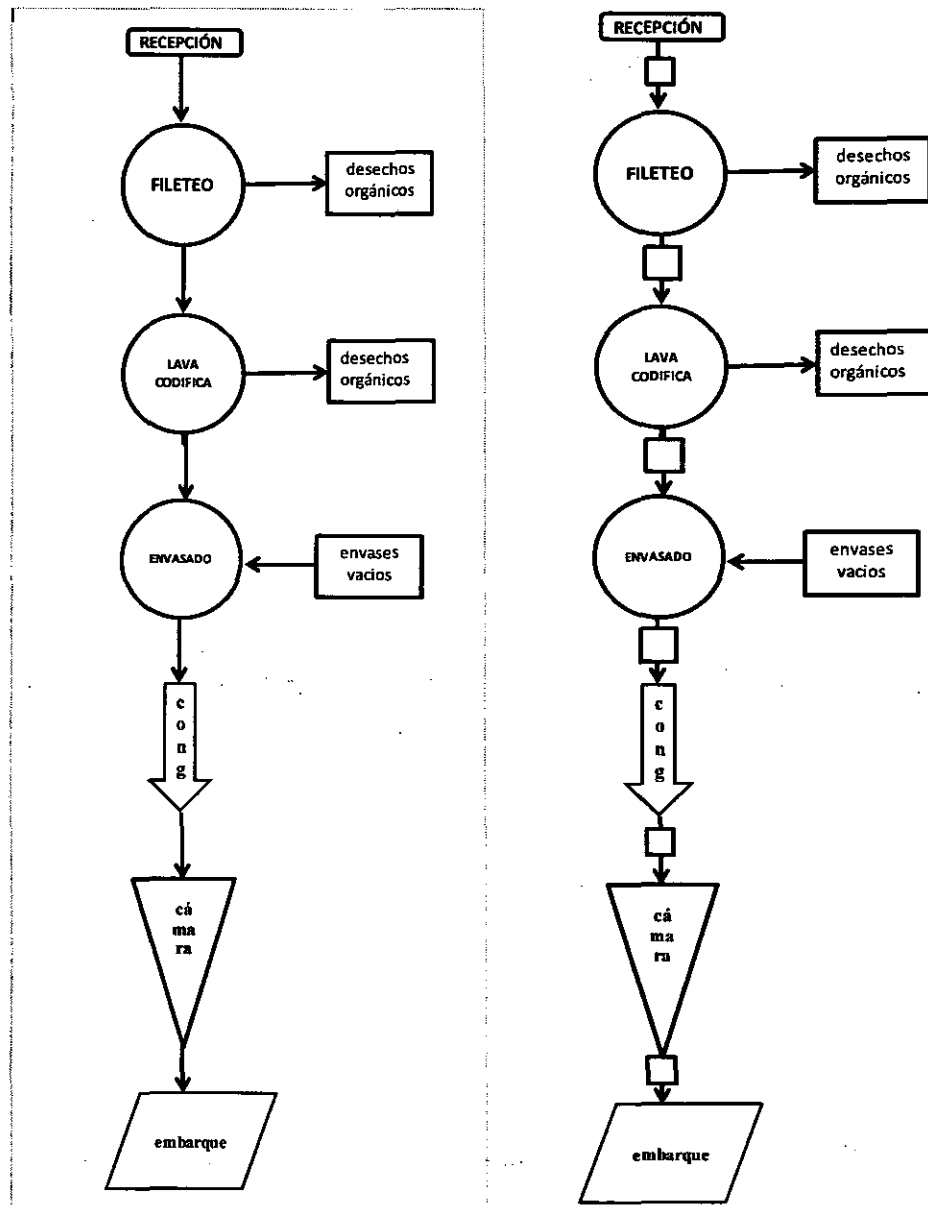 RECEPCIÓN
FILETEO
desechos
orgánicos
LAVA
CODIFICA
desechos
orgánicos
ENVASADO
envases
vacios
c
o
n
g
cá
ma
ra
embarque
RECEPCIÓN
FILETEO
desechos
orgánicos
LAVA
CODIFICA
desechos
orgánicos
ENVASADO
envases
vacios
c
o
n
g
cá
ma
ra
embarque